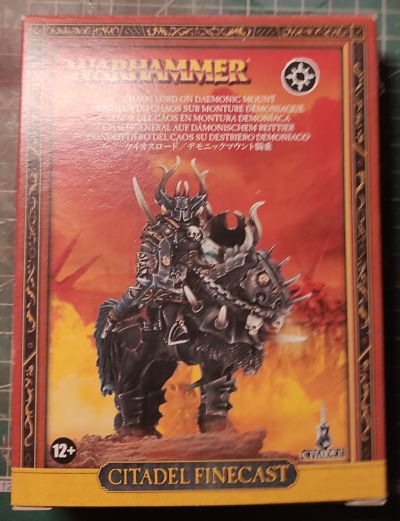 WARHAMMER
CHAOS LORD ON DAEMONIC MOUNT
SEIGNEUR DU CHAOS SUR MONTURE DÉMONIAQUE
SEÑOR DEL CAOS EN MONTURA DEMONÍACA
CHAOSGENERAL AUF DÄMONISCHEM REITTIER
CONDOTTIERO DEL CAOS SU DESTRIERO DEMONIACO
ケイオスロード／デモニックマウント騎乗
12+
CITADEL
CITADEL FINECAST